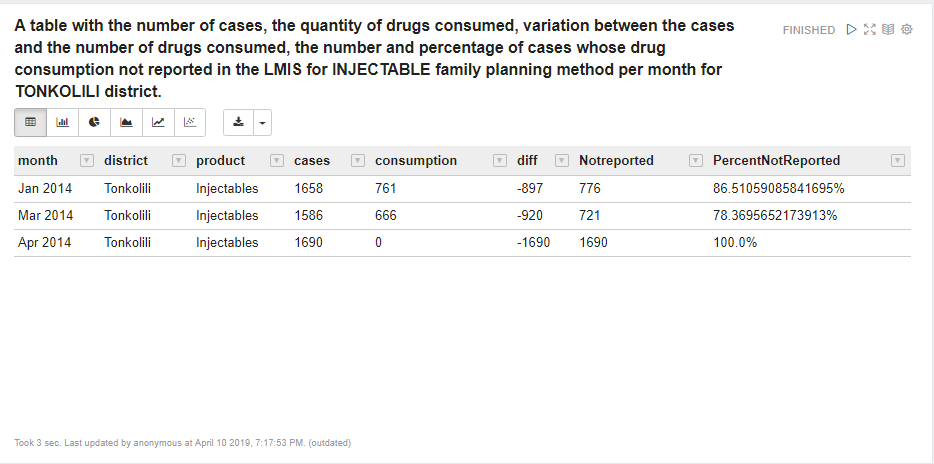 A table with the number of cases, the quantity of drugs consumed, variation between the cases
and the number of drugs consumed, the number and percentage of cases whose drug
consumption not reported in the LMIS for INJECTABLE family planning method per month for
TONKOLILI district.
FINISHED
month district product cases consumption diff Notreported PercentNotReported
Jan 2014 Tonkolili Injectables 1658 761 -897 776 86.51059085841695%
Mar 2014 Tonkolili Injectables 1586 666 -920 721 78.3695652173913%
Apr 2014 Tonkolili Injectables 1690 0 -1690 1690 100.0%
Took 3 sec. Last updated by anonymous at April 10 2019, 7:17:53 PM. (outdated)